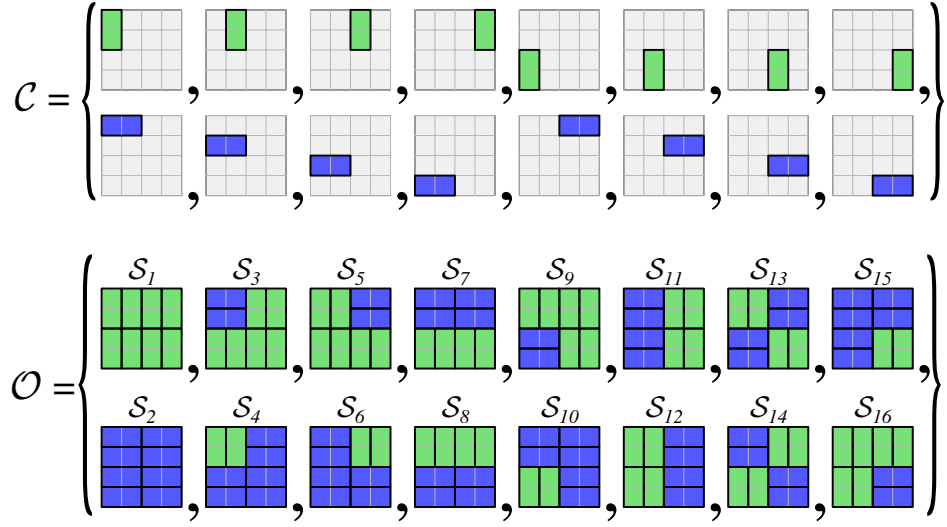 𝒞 = { , , , , , , , ,
, , , , , , , }
𝒮1 𝒮3 𝒮5 𝒮7 𝒮9 𝒮11 𝒮13 𝒮15
𝒪 = { , , , , , , , ,
𝒮2 𝒮4 𝒮6 𝒮8 𝒮10 𝒮12 𝒮14 𝒮16
, , , , , , , }